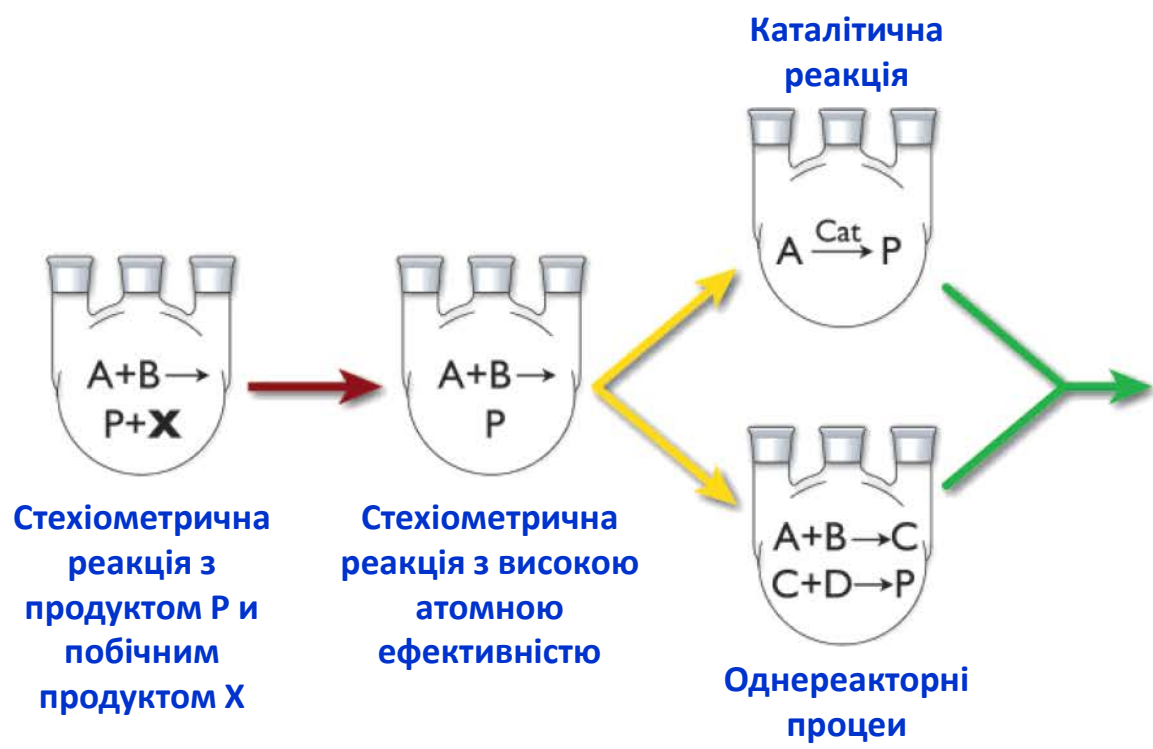 Каталітична
реакція
A Cat→ P
A+B→
P+X
A+B→
P
Стехіометрична
реакція з
продуктом Р и
побічним
продуктом Х
Стехіометрична
реакція з високою
атомною
ефективністю
A+B→C
C+D→P
Однереакторні
процеи